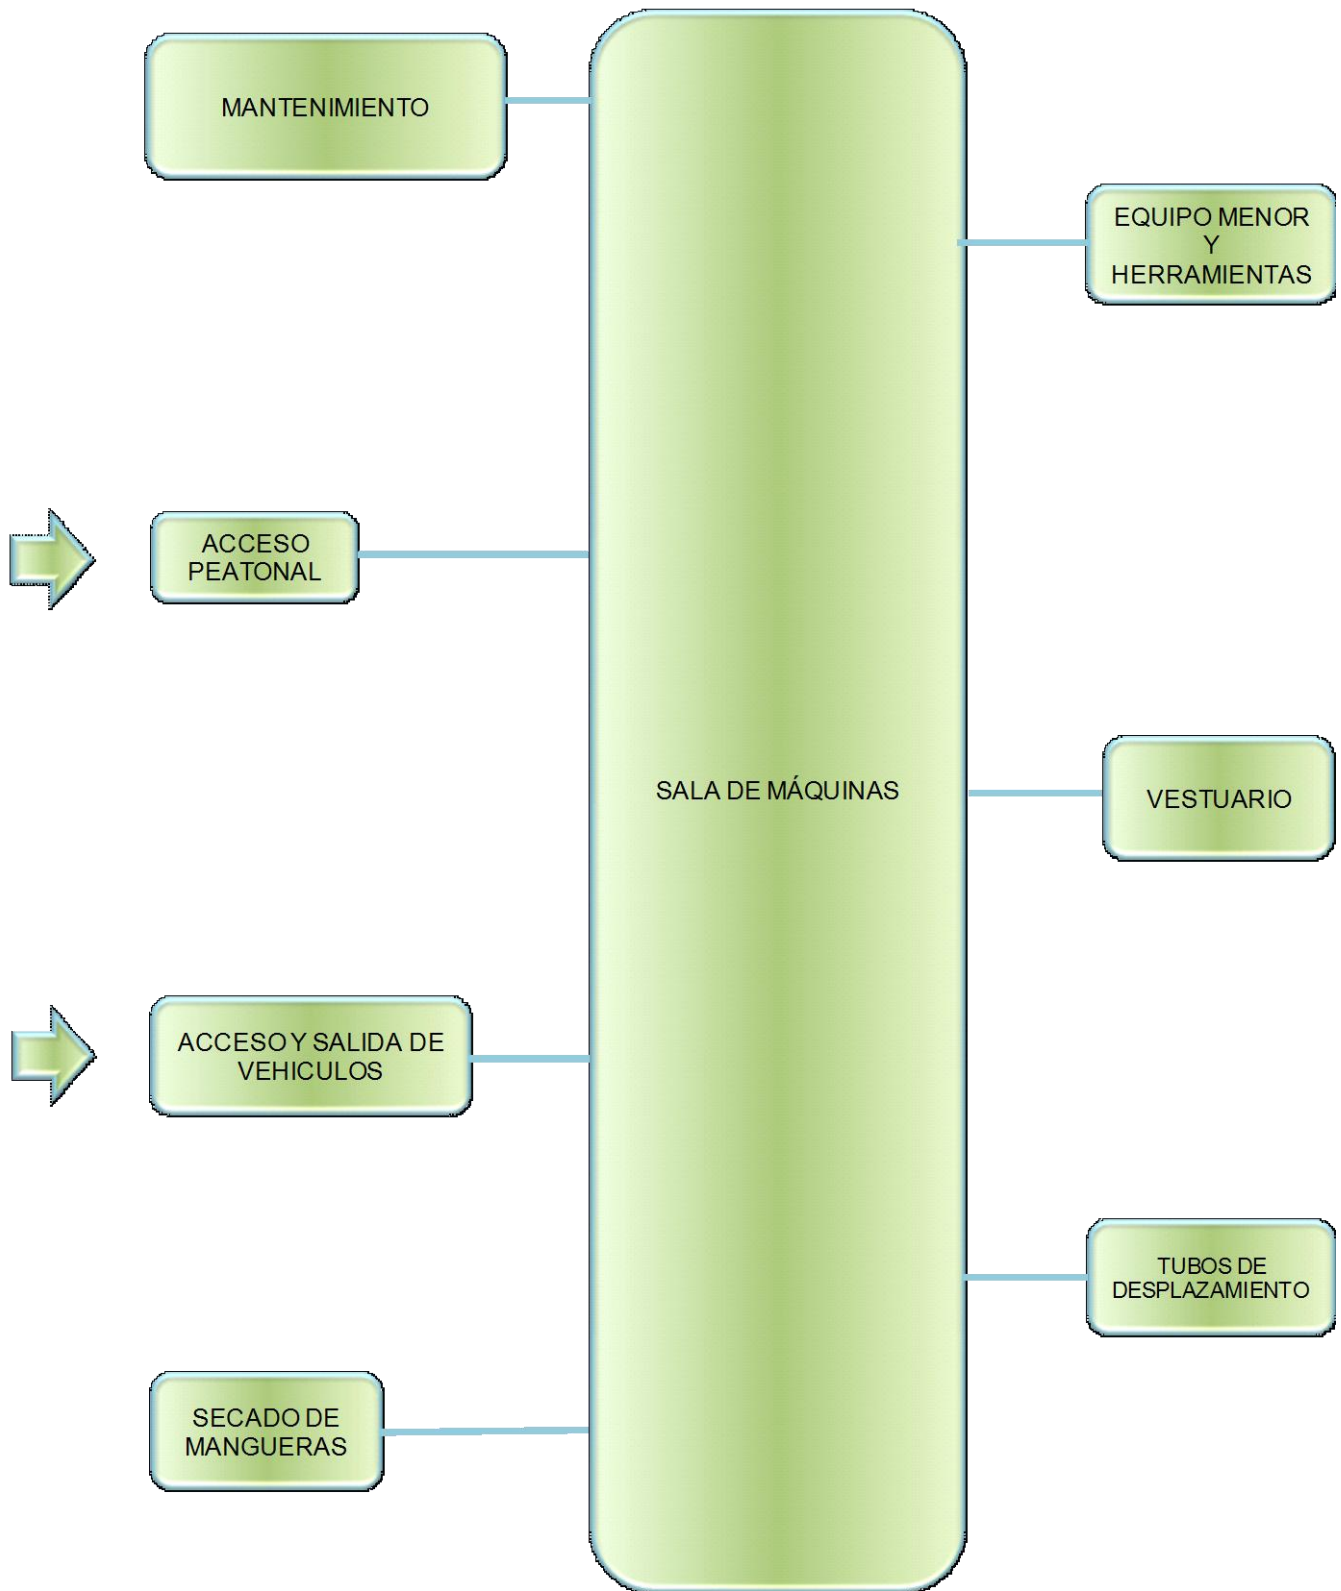 MANTENIMIENTO
EQUIPO MENOR
Y
HERRAMIENTAS
ACCESO
PEATONAL
SALA DE MÁQUINAS
VESTUARIO
ACCESO Y SALIDA DE
VEHICULOS
TUBOS DE
DESPLAZAMIENTO
SECADO DE
MANGUERAS